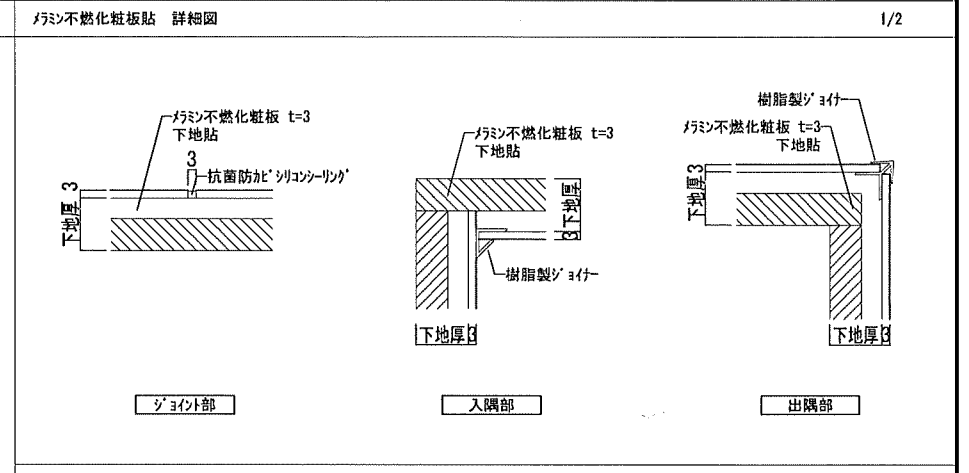 メラミン不燃化粧板貼 詳細図
1/2
メラミン不燃化粧板 t=3
下地貼
3
抗菌防カビシリコンシーリング
3
下地厚
ジョイント部
メラミン不燃化粧板 t=3
下地貼
下地厚
3
樹脂製ジョイナー
下地厚3
入隅部
樹脂製ジョイナー
メラミン不燃化粧板 t=3
下地貼
3
下地厚
下地厚3
出隅部